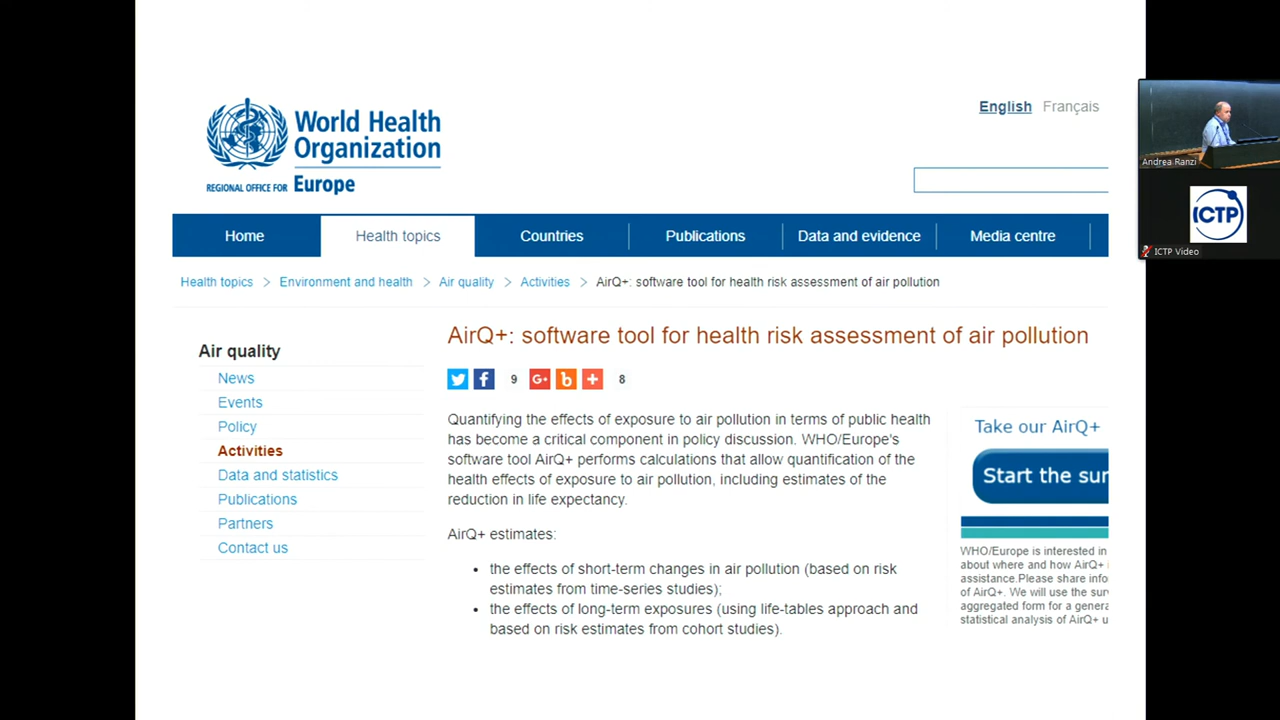 World Health
Organization
REGIONAL OFFICE FOR Europe
English Français
Home Health topics Countries Publications Data and evidence Media centre
Health topics > Environment and health > Air quality > Activities > AirQ+: software tool for health risk assessment of air pollution
Air quality
News
Events
Policy
Activities
Data and statistics
Publications
Partners
Contact us
AirQ+: software tool for health risk assessment of air pollution
9 8
Quantifying the effects of exposure to air pollution in terms of public health
has become a critical component in policy discussion. WHO/Europe's
software tool AirQ+ performs calculations that allow quantification of the
health effects of exposure to air pollution, including estimates of the
reduction in life expectancy.
AirQ+ estimates:
• the effects of short-term changes in air pollution (based on risk
estimates from time-series studies);
• the effects of long-term exposures (using life-tables approach and
based on risk estimates from cohort studies).
Take our AirQ+
Start the sur
WHO/Europe is interested in
about where and how AirQ+
assistance.Please share info
of AirQ+. We will use the sur
aggregated form for a genera
statistical analysis of AirQ+ u
Andrea Ranzi
ICTP
ICTP Video